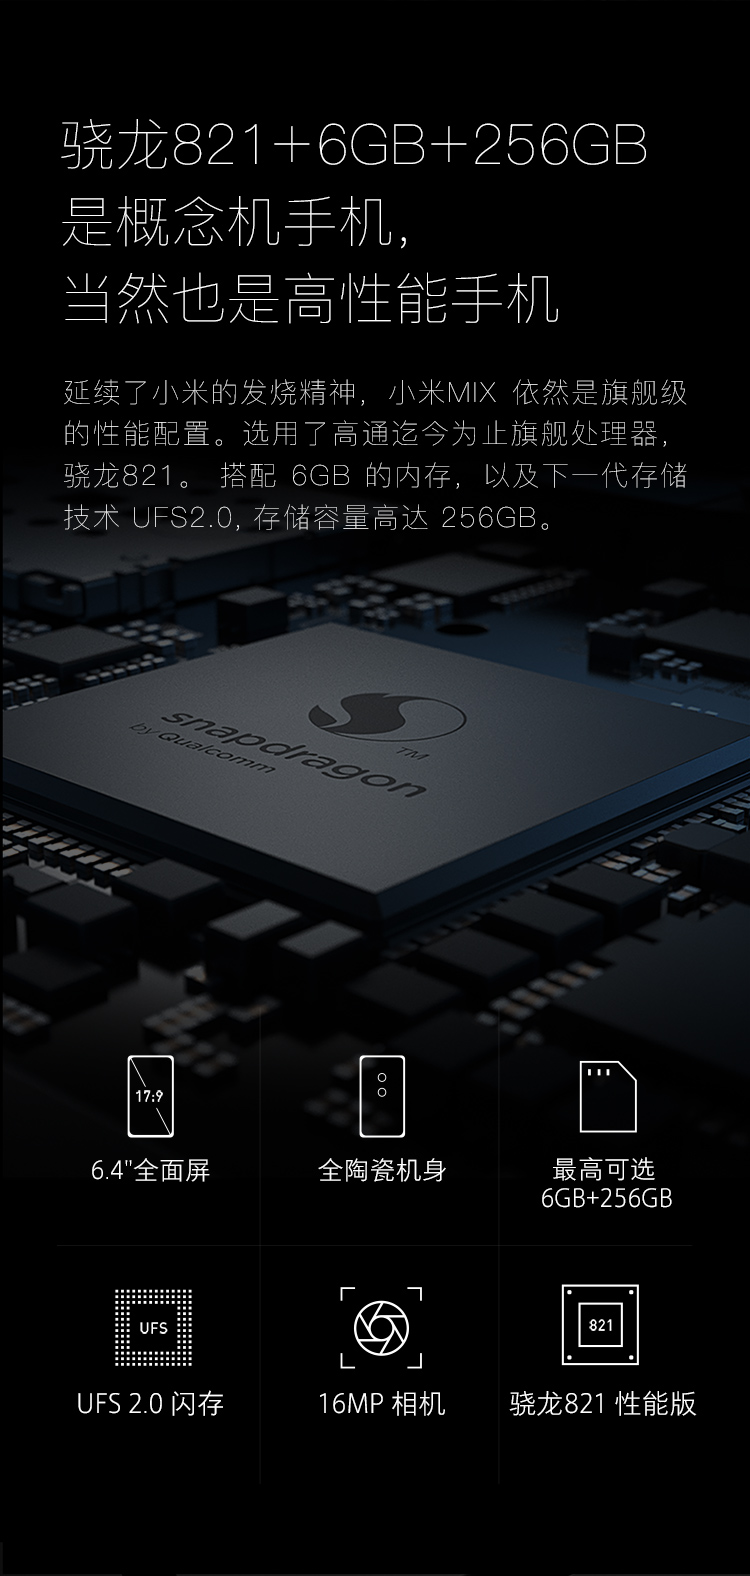 骁龙821+6GB+256GB
是概念机手机，
当然也是高性能手机
延续了小米的发烧精神，小米MIX 依然是旗舰级
的性能配置。选用了高通迄今为止旗舰处理器，
骁龙821。 搭配 6GB 的内存，以及下一代存储
技术 UFS2.0, 存储容量高达 256GB。
snapdragon
TM
by Qualcomm
17:9
6.4"全面屏
全陶瓷机身
最高可选
6GB+256GB
UFS
UFS 2.0 闪存
16MP 相机
821
骁龙821 性能版